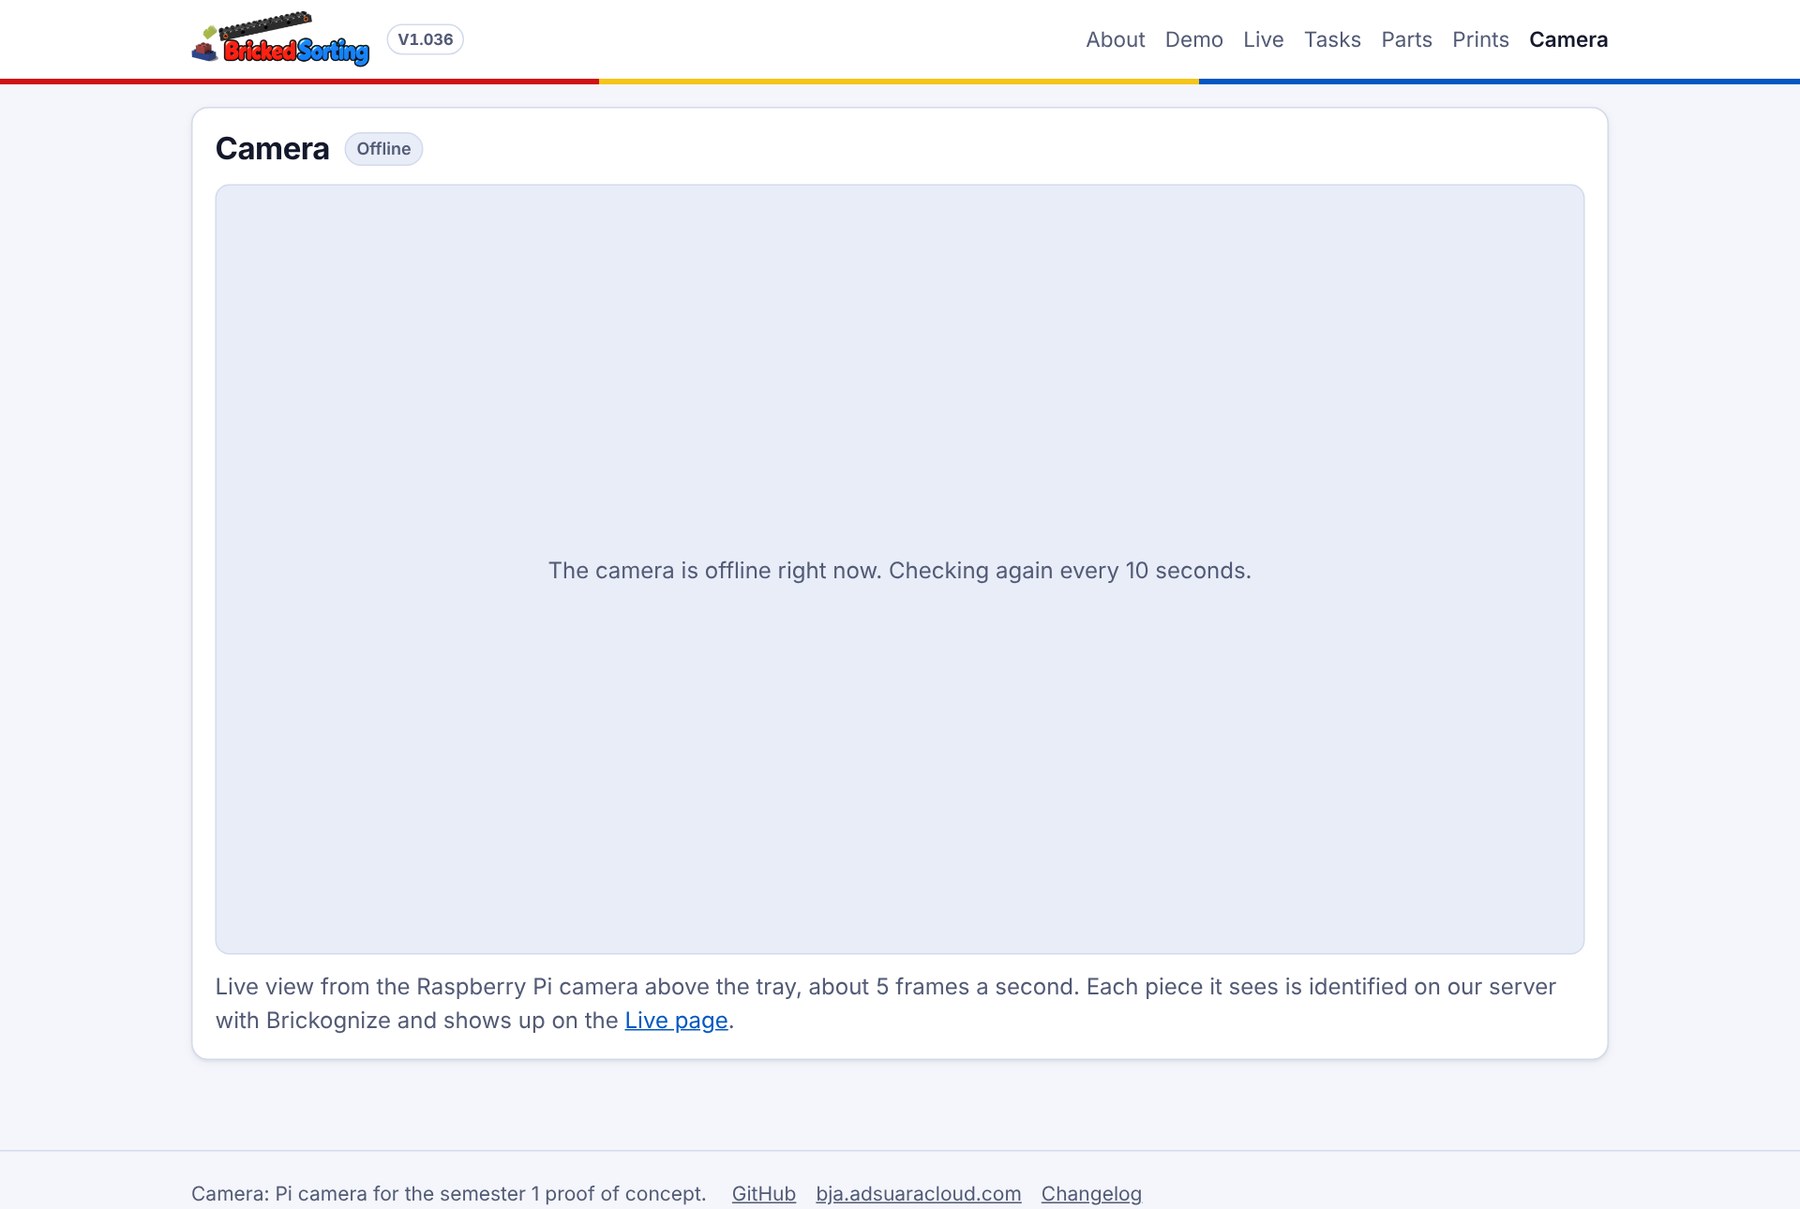 BrickedSorting
V1.036
About Demo Live Tasks Parts Prints Camera
Camera
Offline
The camera is offline right now. Checking again every 10 seconds.
Live view from the Raspberry Pi camera above the tray, about 5 frames a second. Each piece it sees is identified on our server
with Brickognize and shows up on the Live page.
Camera: Pi camera for the semester 1 proof of concept. GitHub bja.adsuaracloud.com Changelog